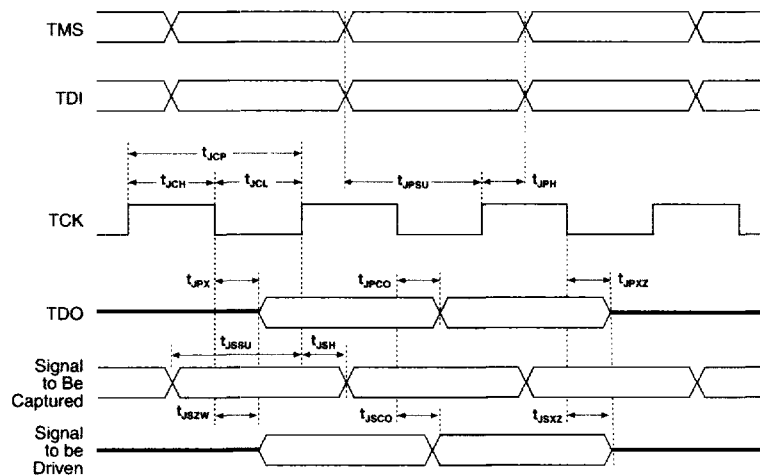 TMS
TDI
tJCP
tJCH tJCL tJPSU tJPH
TCK
tJPX tJPCO tJPXZ
TDO
tJSSU tJSH
Signal
to Be
Captured
tJSZW tJSCO tJSXZ
Signal
to be
Driven